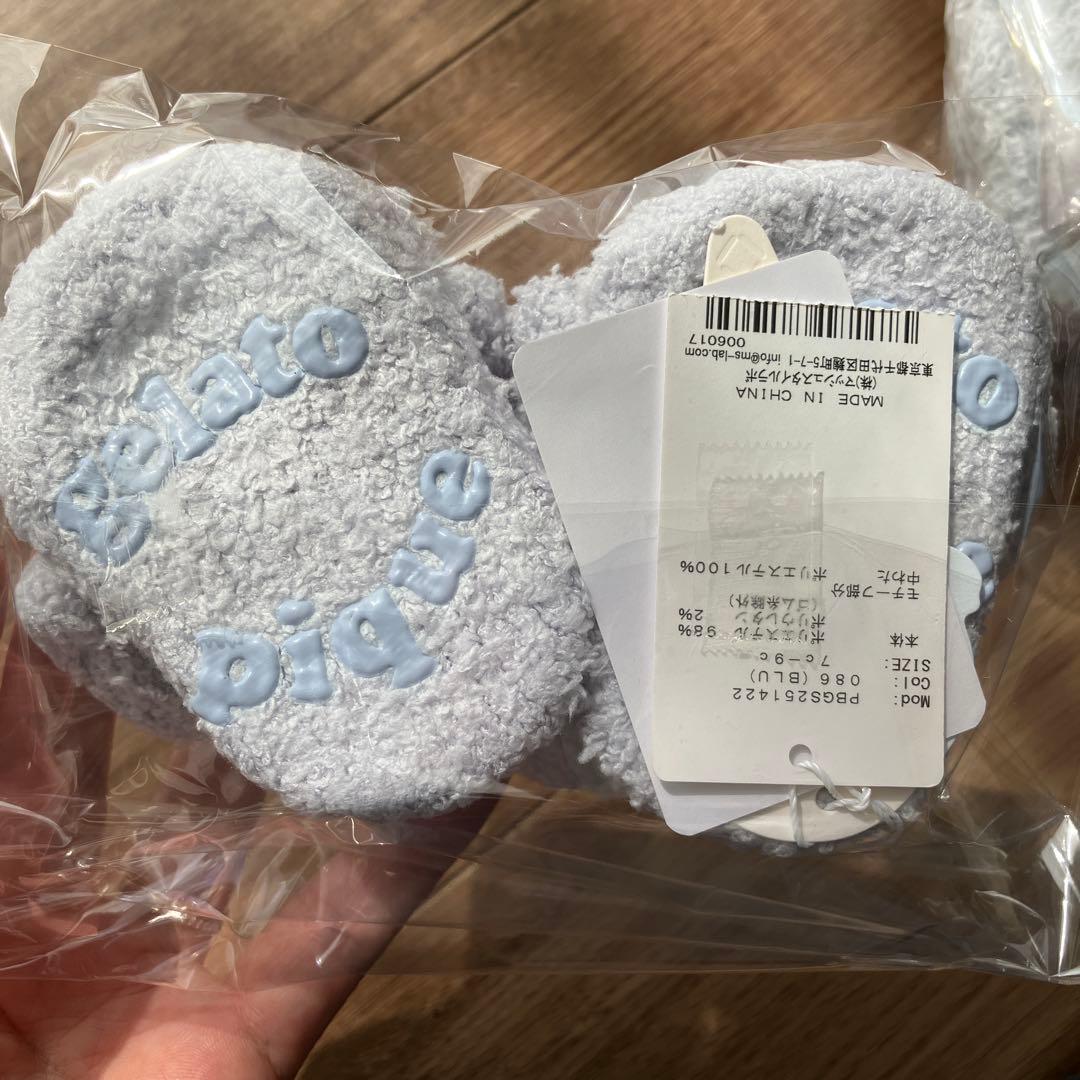 gelato
pique
to
e
Mod: PBGS251422
Col: 086(BLU)
SIZE: 7c-9c
本体 ポリエステル 98%
ポリウレタン 2%
(ゴム糸除外)
モチーフ部分
中わた ポリエステル 100%
MADE IN CHINA
(株)マッシュスタイルラボ
東京都千代田区麹町5-7-1 info@ms-lab.com
006017